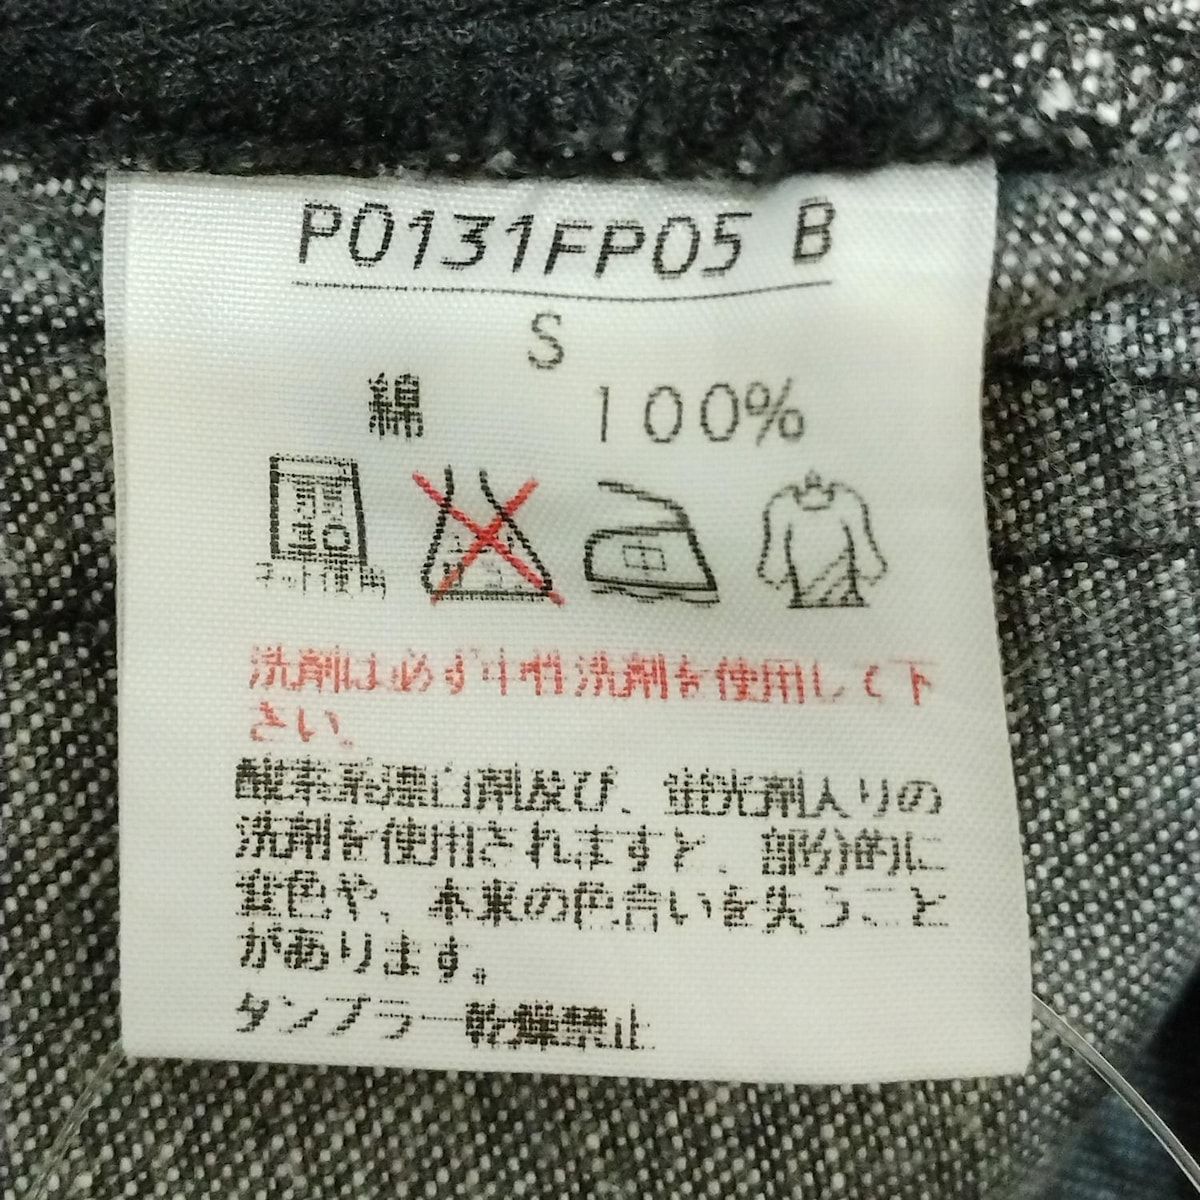 P0131FP05 B
S
綿 100%
ネット使用
洗剤は必ず中性洗剤を使用して下
さい。
酸素系漂白剤及び、蛍光剤入りの
洗剤を使用されますと、部分的に
変色や、本来の色合いを失うこと
があります。
タンブラー乾燥禁止